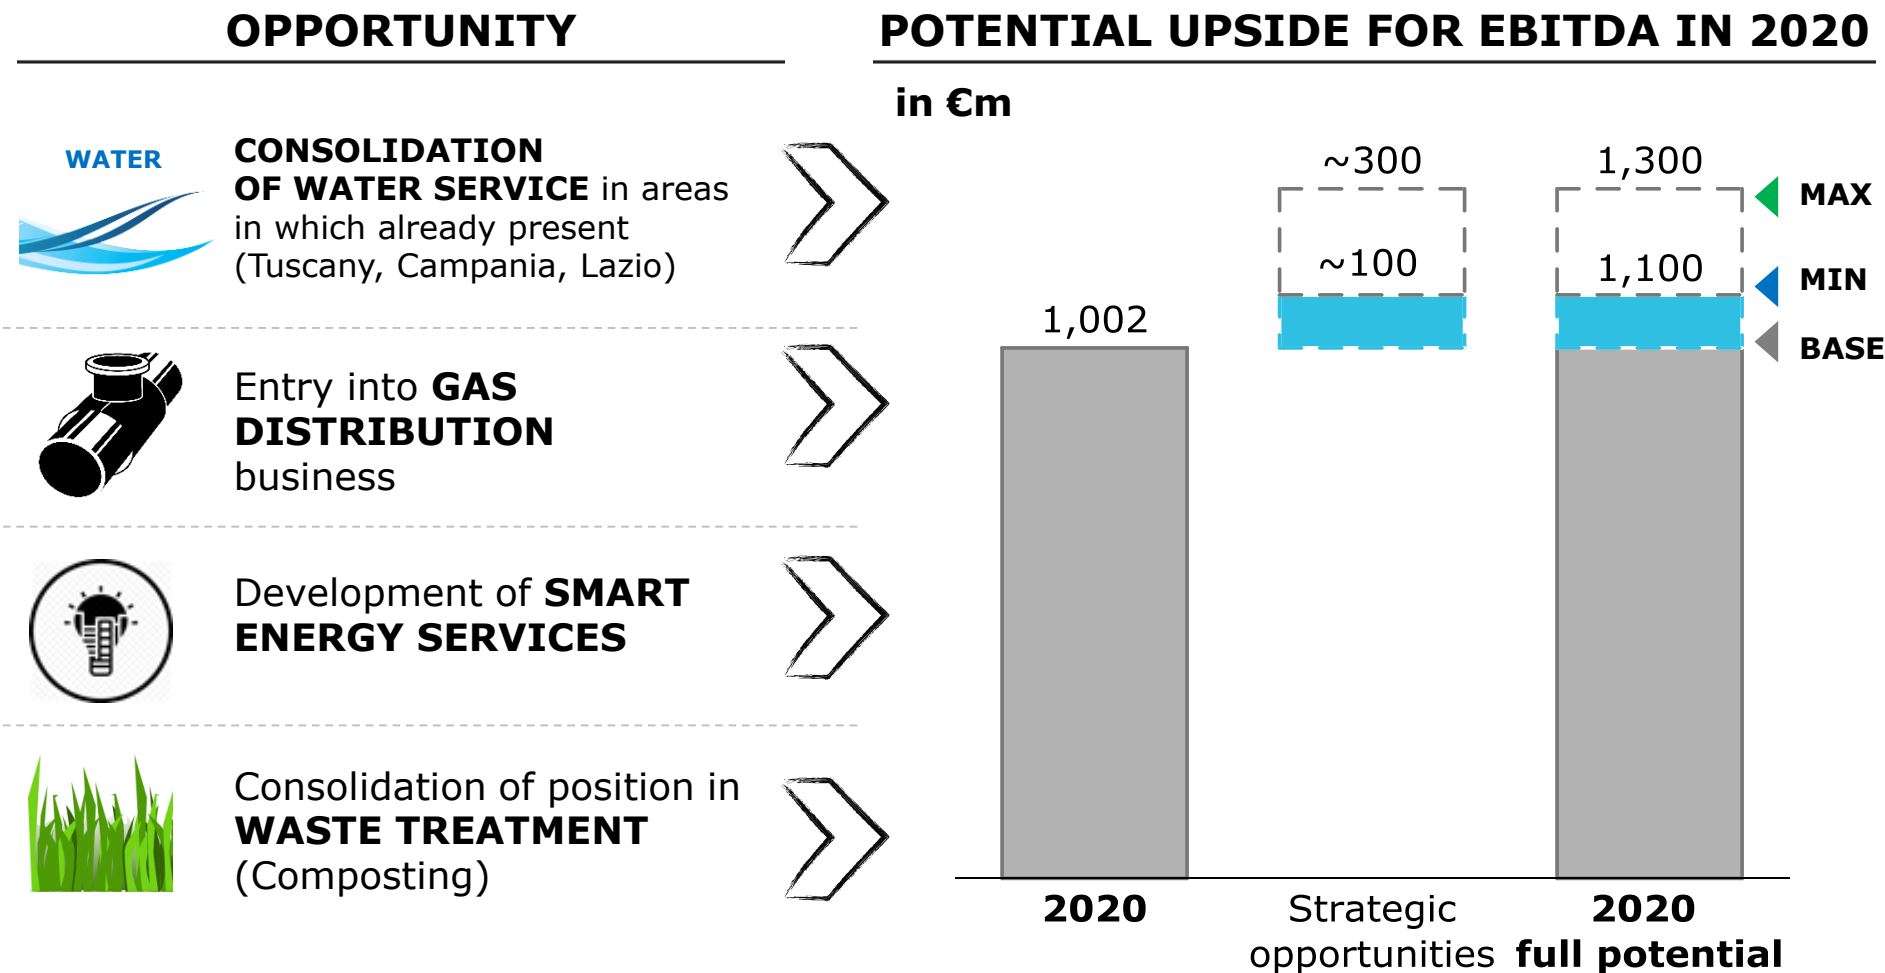 OPPORTUNITY
WATER
CONSOLIDATION
OF WATER SERVICE in areas
in which already present
(Tuscany, Campania, Lazio)
Entry into GAS
DISTRIBUTION
business
Development of SMART
ENERGY SERVICES
Consolidation of position in
WASTE TREATMENT
(Composting)
POTENTIAL UPSIDE FOR EBITDA IN 2020
in €m
~300
1,300
MAX
~100
1,100
MIN
1,002
BASE
2020
Strategic
opportunities
2020
full potential